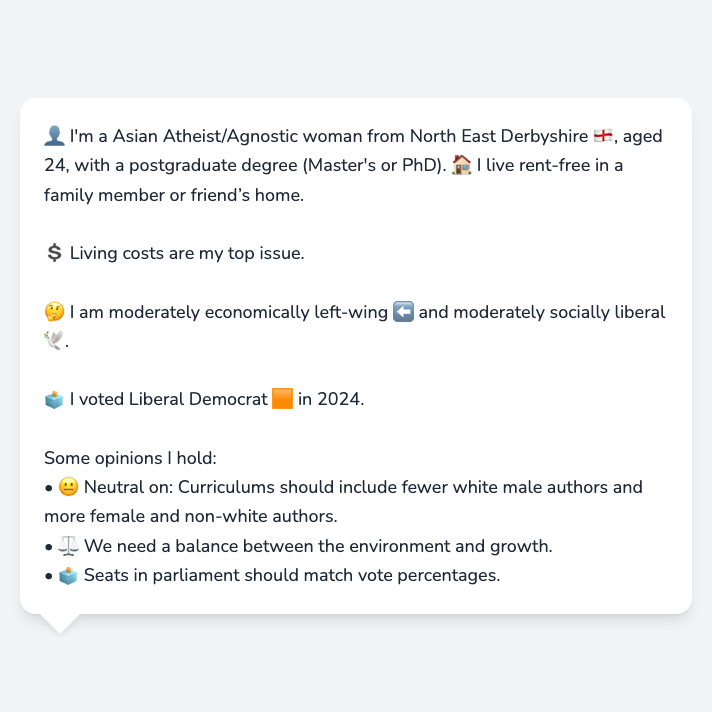 👤 I'm a Asian Atheist/Agnostic woman from North East Derbyshire 🏴󠁧󠁢󠁥󠁮󠁧󠁿, aged
24, with a postgraduate degree (Master's or PhD). 🏠 I live rent-free in a
family member or friend’s home.
💲 Living costs are my top issue.
🤔 I am moderately economically left-wing ⬅️ and moderately socially liberal
🕊️.
🗳️ I voted Liberal Democrat 🟧 in 2024.
Some opinions I hold:
• 😐 Neutral on: Curriculums should include fewer white male authors and
more female and non-white authors.
• ⚖️ We need a balance between the environment and growth.
• 🗳️ Seats in parliament should match vote percentages.